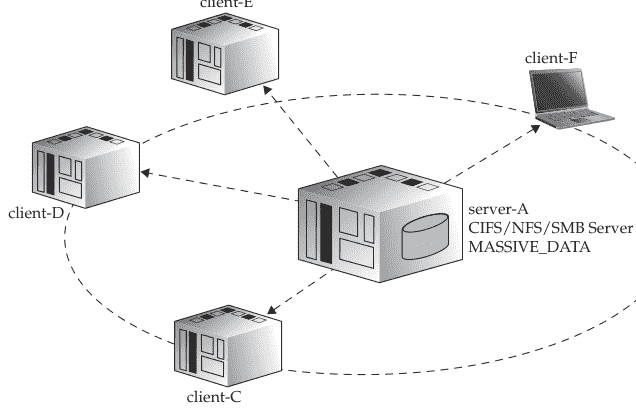 client-E
client-F
client-D
server-A
CIFS/NFS/SMB Server
MASSIVE_DATA
client-C